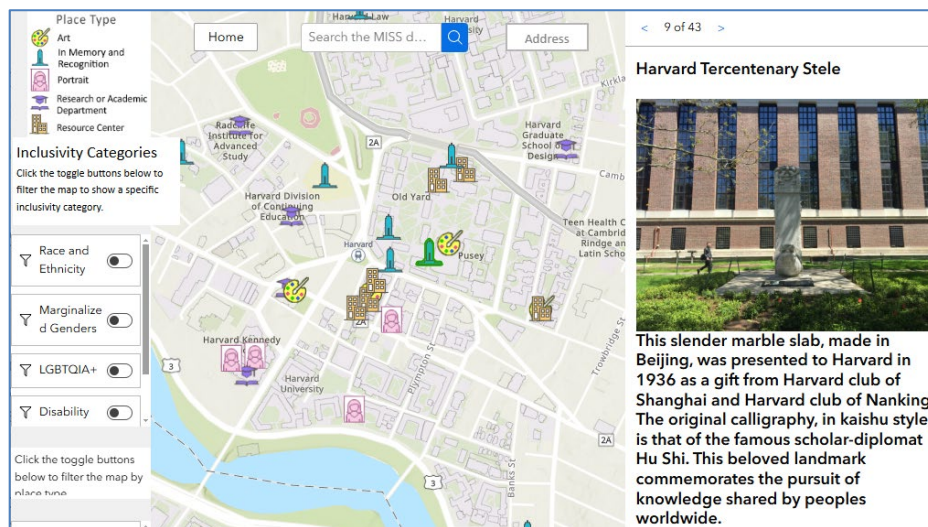 Place Type
Art
In Memory and
Recognition
Portrait
Research or Academic
Department
Resource Center
Inclusivity Categories
Click the toggle buttons below to
filter the map to show a specific
inclusivity category.
Race and
Ethnicity
Marginalize
d Genders
LGBTQIA+
Disability
Click the toggle buttons
below to filter the map by
place type
Home
Search the MISS d...
Address
Harvard Law
Radcliffe
Institute for
Advanced
Study
2A
Harvard
Graduate
School of
Design
Kirkla
Camb
Old Yard
Harvard Division
of Continuing
Education
Harvard
Pusey
Teen Health C
at Cambrid
Rindge an
Latin Scho
2A
Harvard Kennedy
3
Harvard
University
Plympton St
Trowbridge St
2A
Banks St
3
< 9 of 43 >
Harvard Tercentenary Stele
This slender marble slab, made in
Beijing, was presented to Harvard in
1936 as a gift from Harvard club of
Shanghai and Harvard club of Nanking
The original calligraphy, in kaishu style
is that of the famous scholar-diplomat
Hu Shi. This beloved landmark
commemorates the pursuit of
knowledge shared by peoples
worldwide.